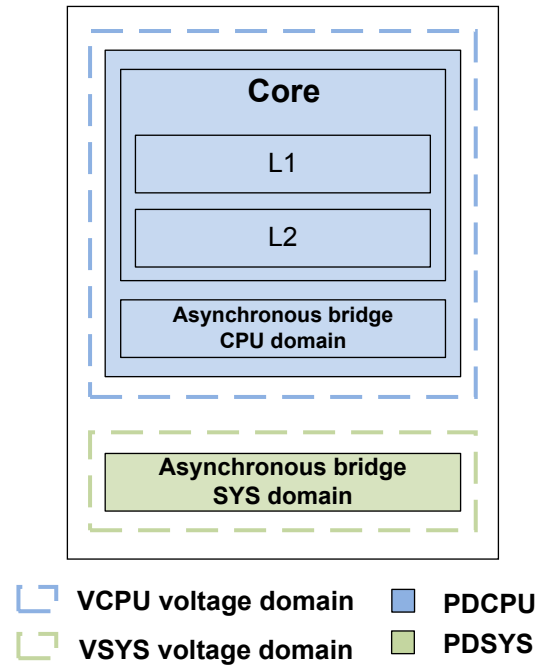 Core
L1
L2
Asynchronous bridge
CPU domain
Asynchronous bridge
SYS domain
VCPU voltage domain
PDCPU
VSYS voltage domain
PDSYS